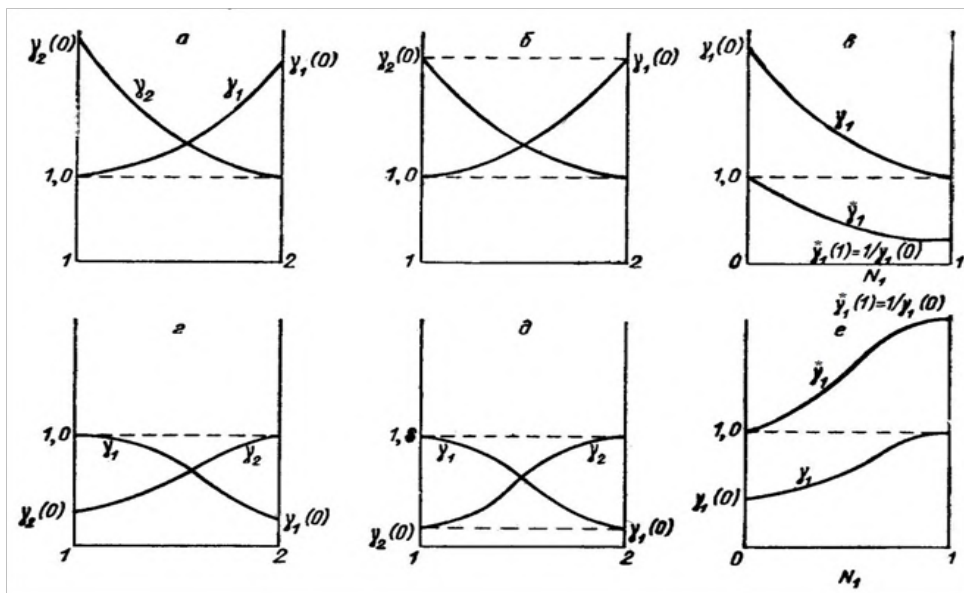 а
γ₂(0)
γ₂
γ₁
γ₁(0)
1,0
1
2
б
γ₂(0)
γ₁(0)
1,0
1
2
в
γ₁(0)
γ₁
1,0
γ̊₁
γ̊₁(1)=1/γ₁(0)
0
1
N₁
г
1,0
γ₁
γ₂
γ₂(0)
γ₁(0)
1
2
д
γ₁
γ₂
γ₂(0)
γ₁(0)
1
2
γ̊₁(1)=1/γ₁(0)
е
γ̊₁
1,0
γ₁
γ₁(0)
0
1
N₁